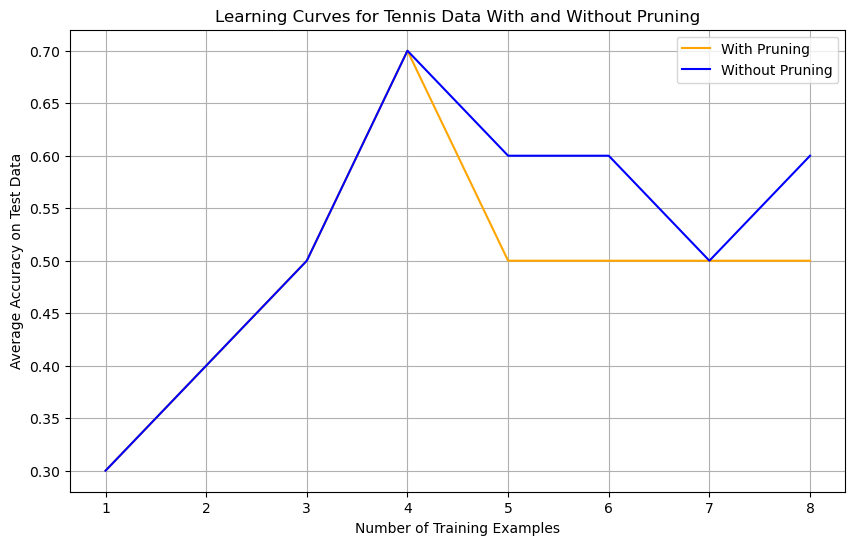 Learning Curves for Tennis Data With and Without Pruning
With Pruning
Without Pruning
Average Accuracy on Test Data
0.70
0.65
0.60
0.55
0.50
0.45
0.40
0.35
0.30
1 2 3 4 5 6 7 8
Number of Training Examples